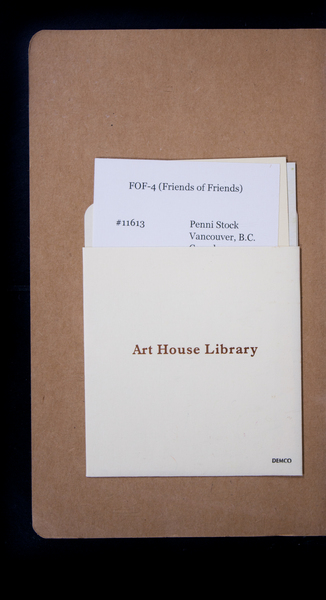 FOF-4 (Friends of Friends)
#11613 Penni Stock
Vancouver, B.C.
Art House Library
DEMCO